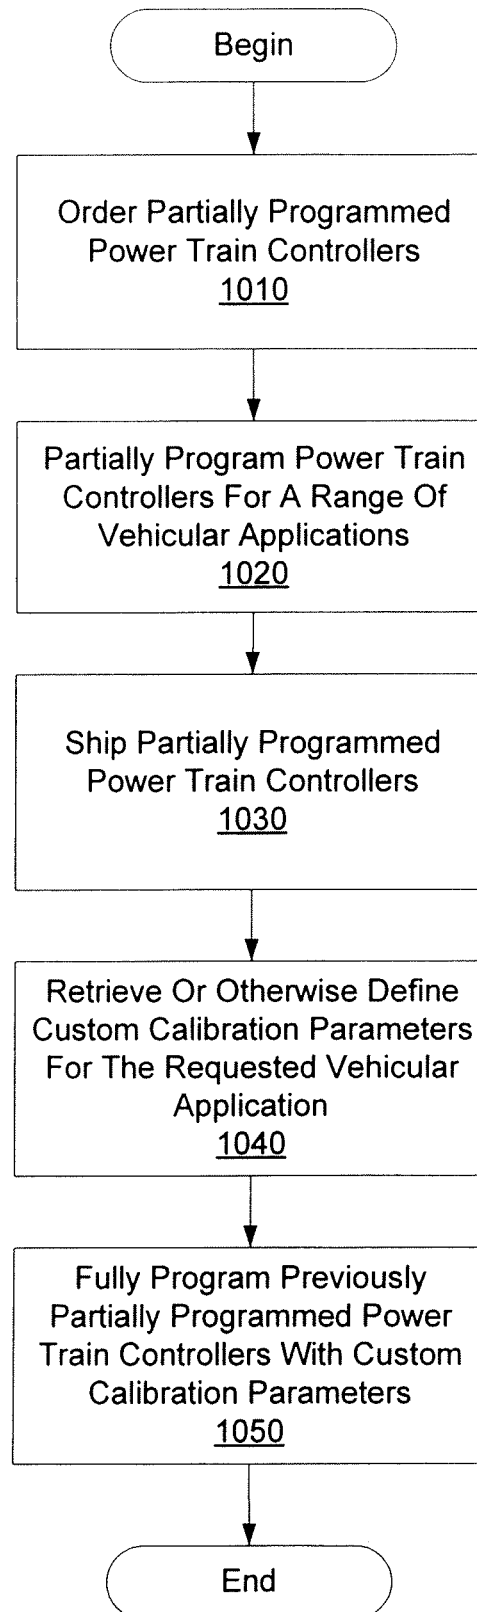 Begin
Order Partially Programmed
Power Train Controllers
1010
Partially Program Power Train
Controllers For A Range Of
Vehicular Applications
1020
Ship Partially Programmed
Power Train Controllers
1030
Retrieve Or Otherwise Define
Custom Calibration Parameters
For The Requested Vehicular
Application
1040
Fully Program Previously
Partially Programmed Power
Train Controllers With Custom
Calibration Parameters
1050
End